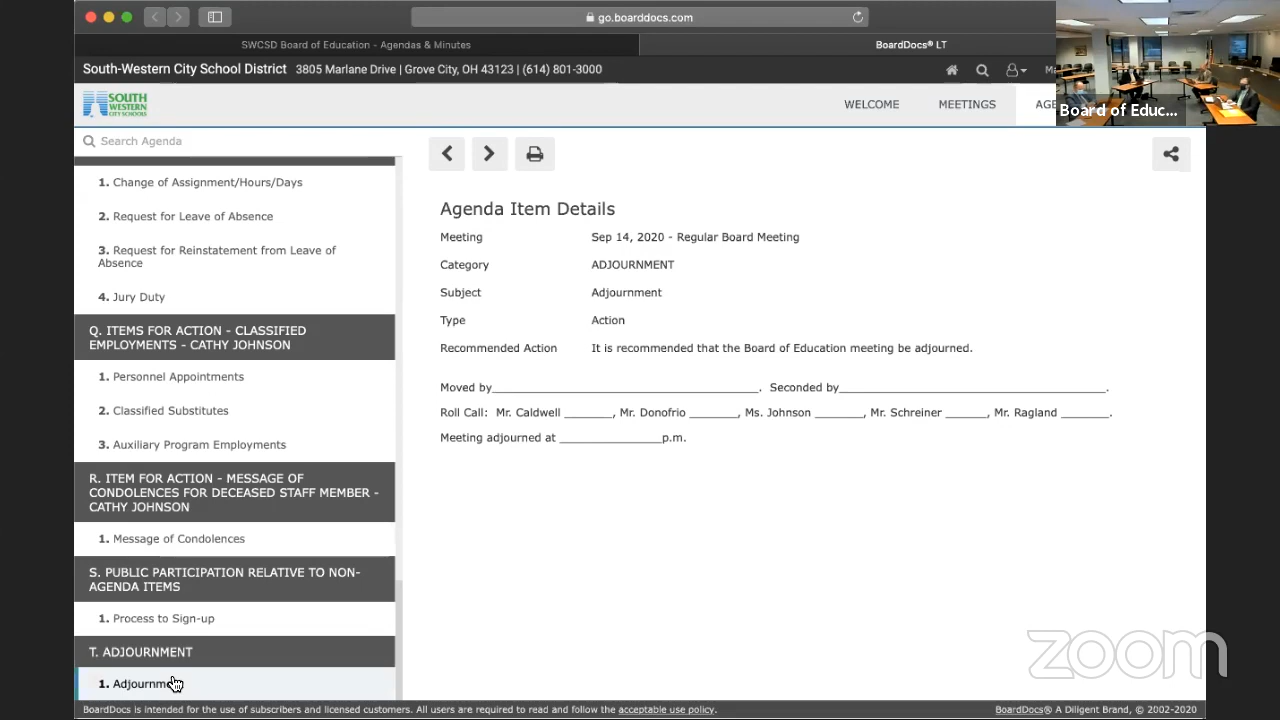 go.boarddocs.com
SWCSD Board of Education - Agendas & Minutes
BoardDocs® LT
South-Western City School District 3805 Marlane Drive | Grove City, OH 43123 | (614) 801-3000
SOUTH
WESTERN
CITY SCHOOLS
WELCOME
MEETINGS
Board of Educ...
Search Agenda
1. Change of Assignment/Hours/Days
2. Request for Leave of Absence
3. Request for Reinstatement from Leave of
Absence
4. Jury Duty
Q. ITEMS FOR ACTION - CLASSIFIED
EMPLOYMENTS - CATHY JOHNSON
1. Personnel Appointments
2. Classified Substitutes
3. Auxiliary Program Employments
R. ITEM FOR ACTION - MESSAGE OF
CONDOLENCES FOR DECEASED STAFF MEMBER -
CATHY JOHNSON
1. Message of Condolences
S. PUBLIC PARTICIPATION RELATIVE TO NON-
AGENDA ITEMS
1. Process to Sign-up
T. ADJOURNMENT
1. Adjournm
Agenda Item Details
Meeting Sep 14, 2020 - Regular Board Meeting
Category ADJOURNMENT
Subject Adjournment
Type Action
Recommended Action It is recommended that the Board of Education meeting be adjourned.
Moved by________________________________________. Seconded by________________________________________.
Roll Call: Mr. Caldwell _______, Mr. Donofrio _______, Ms. Johnson _______, Mr. Schreiner ______, Mr. Ragland _______.
Meeting adjourned at _______________p.m.
zoom
BoardDocs is intended for the use of subscribers and licensed customers. All users are required to read and follow the acceptable use policy.
BoardDocs® A Diligent Brand, © 2002-2020